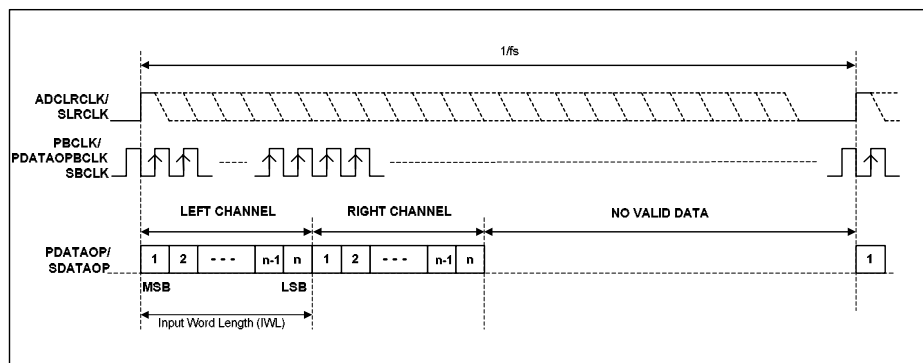 1/fs
ADCLRCLK/
SLRCLK
PBCLK/
PDATAOPBCLK
SBCLK
LEFT CHANNEL RIGHT CHANNEL NO VALID DATA
PDATAOP/
SDATAOP
1 2 - - - n-1 n 1 2 - - - n-1 n 1
MSB LSB
Input Word Length (IWL)